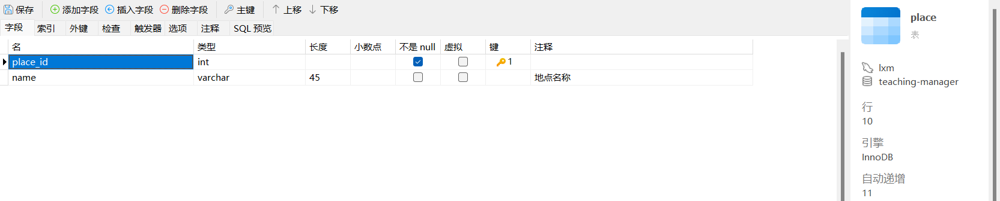 保存 添加字段 插入字段 删除字段 主键 上移 下移
字段 索引 外键 检查 触发器 选项 注释 SQL 预览
名 类型 长度 小数点 不是 null 虚拟 键 注释
place_id int 1
name varchar 45 地点名称
place
表
lxm
teaching-manager
行
10
引擎
InnoDB
自动递增
11